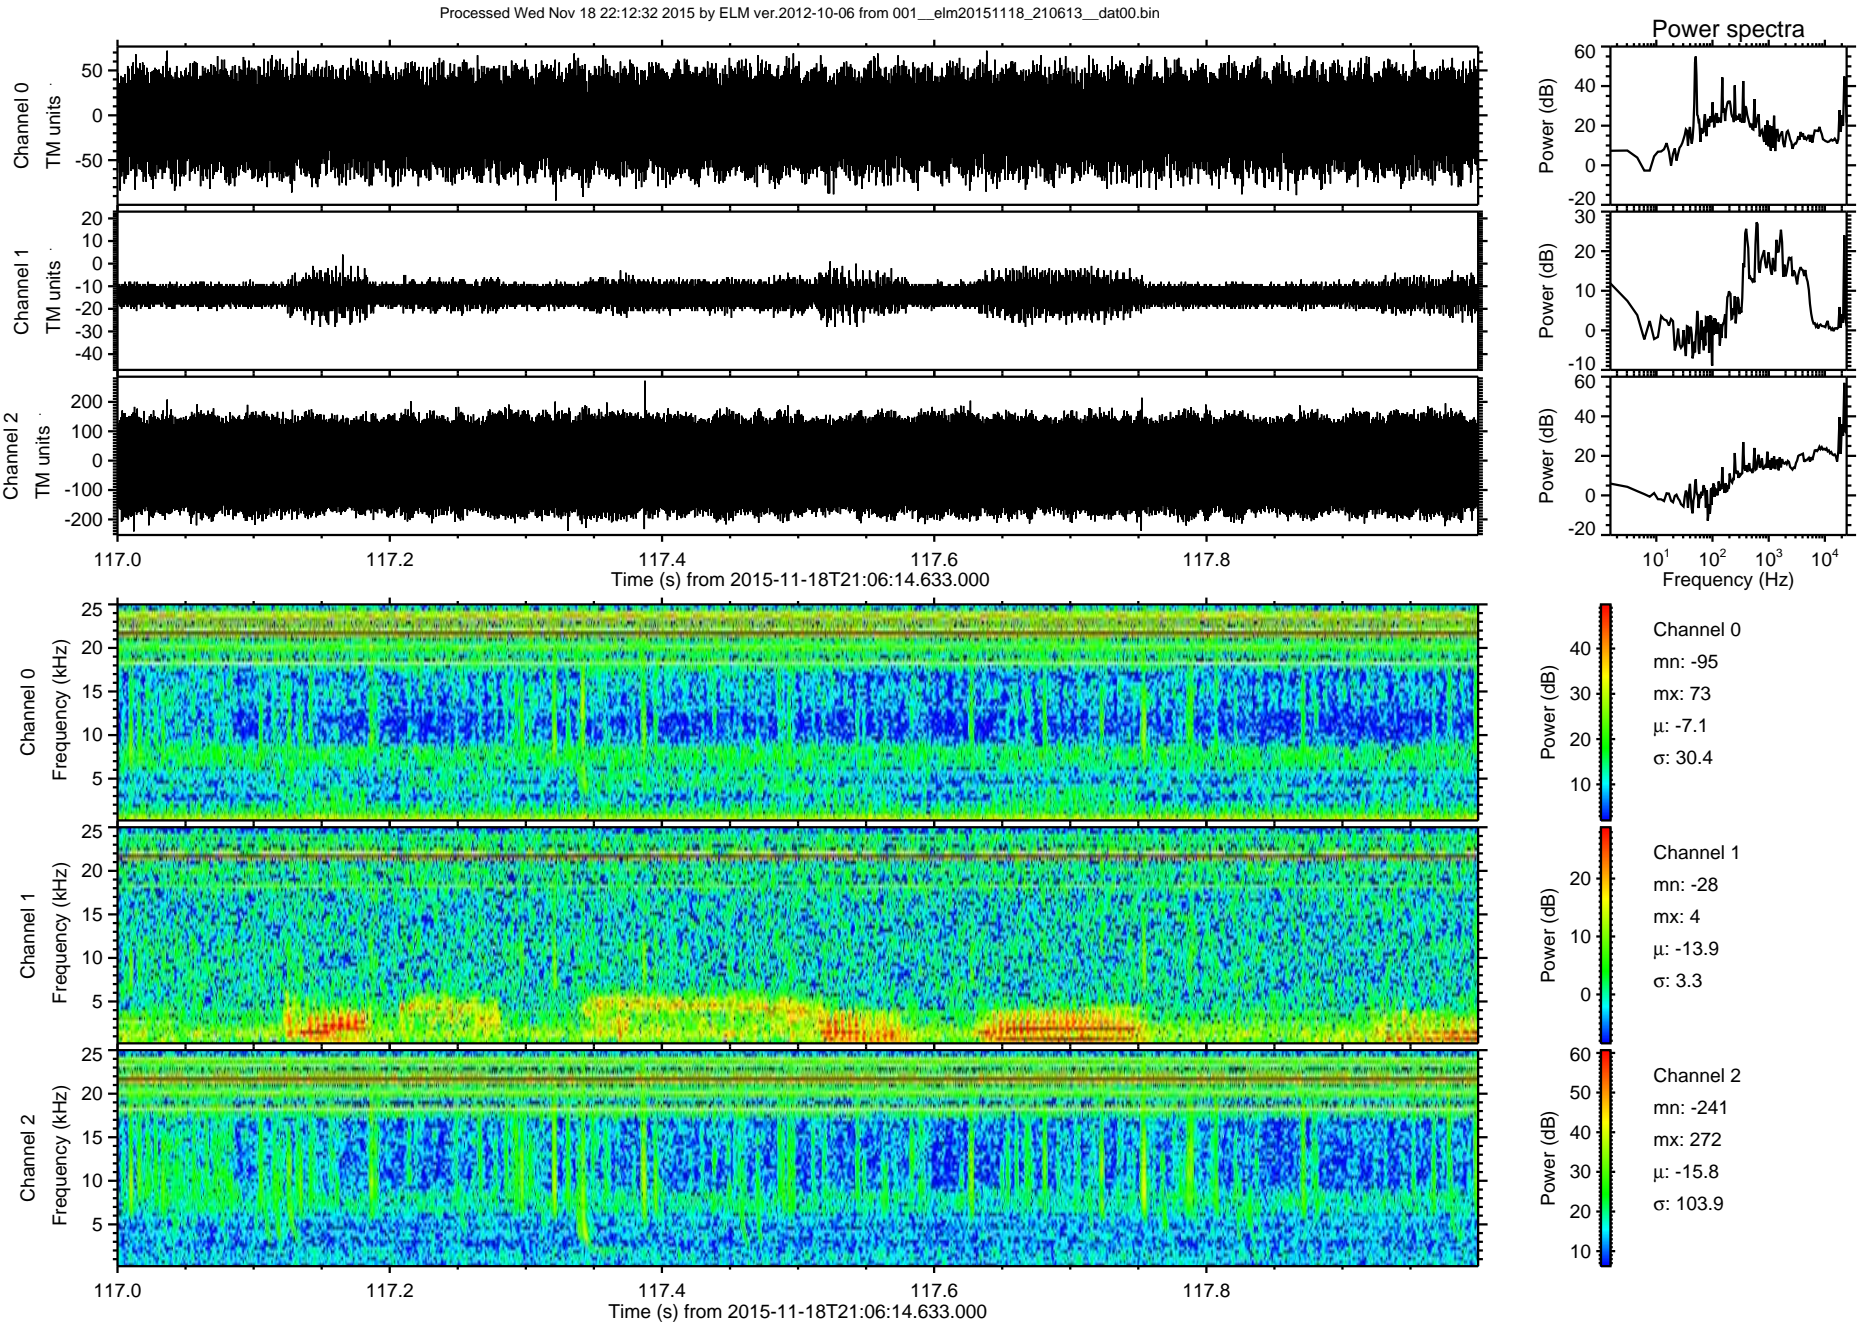 Processed Wed Nov 18 22:12:32 2015 by ELM ver.2012-10-06 from 001__elm20151118_210613__dat00.bin
Power spectra
Channel 0
TM units
50
0
-50
Power (dB)
60
40
20
0
-20
Channel 1
TM units
20
10
0
-10
-20
-30
-40
Power (dB)
30
20
10
0
-10
Channel 2
TM units
200
100
0
-100
-200
Power (dB)
60
40
20
0
-20
117.0 117.2 117.4 117.6 117.8
Time (s) from 2015-11-18T21:06:14.633.000
10¹ 10² 10³ 10⁴
Frequency (Hz)
Channel 0
Frequency (kHz)
25
20
15
10
5
Power (dB)
40
30
20
10
Channel 0
mn: -95
mx: 73
μ: -7.1
σ: 30.4
Channel 1
Frequency (kHz)
25
20
15
10
5
Power (dB)
20
10
0
Channel 1
mn: -28
mx: 4
μ: -13.9
σ: 3.3
Channel 2
Frequency (kHz)
25
20
15
10
5
Power (dB)
60
50
40
30
20
10
Channel 2
mn: -241
mx: 272
μ: -15.8
σ: 103.9
117.0 117.2 117.4 117.6 117.8
Time (s) from 2015-11-18T21:06:14.633.000